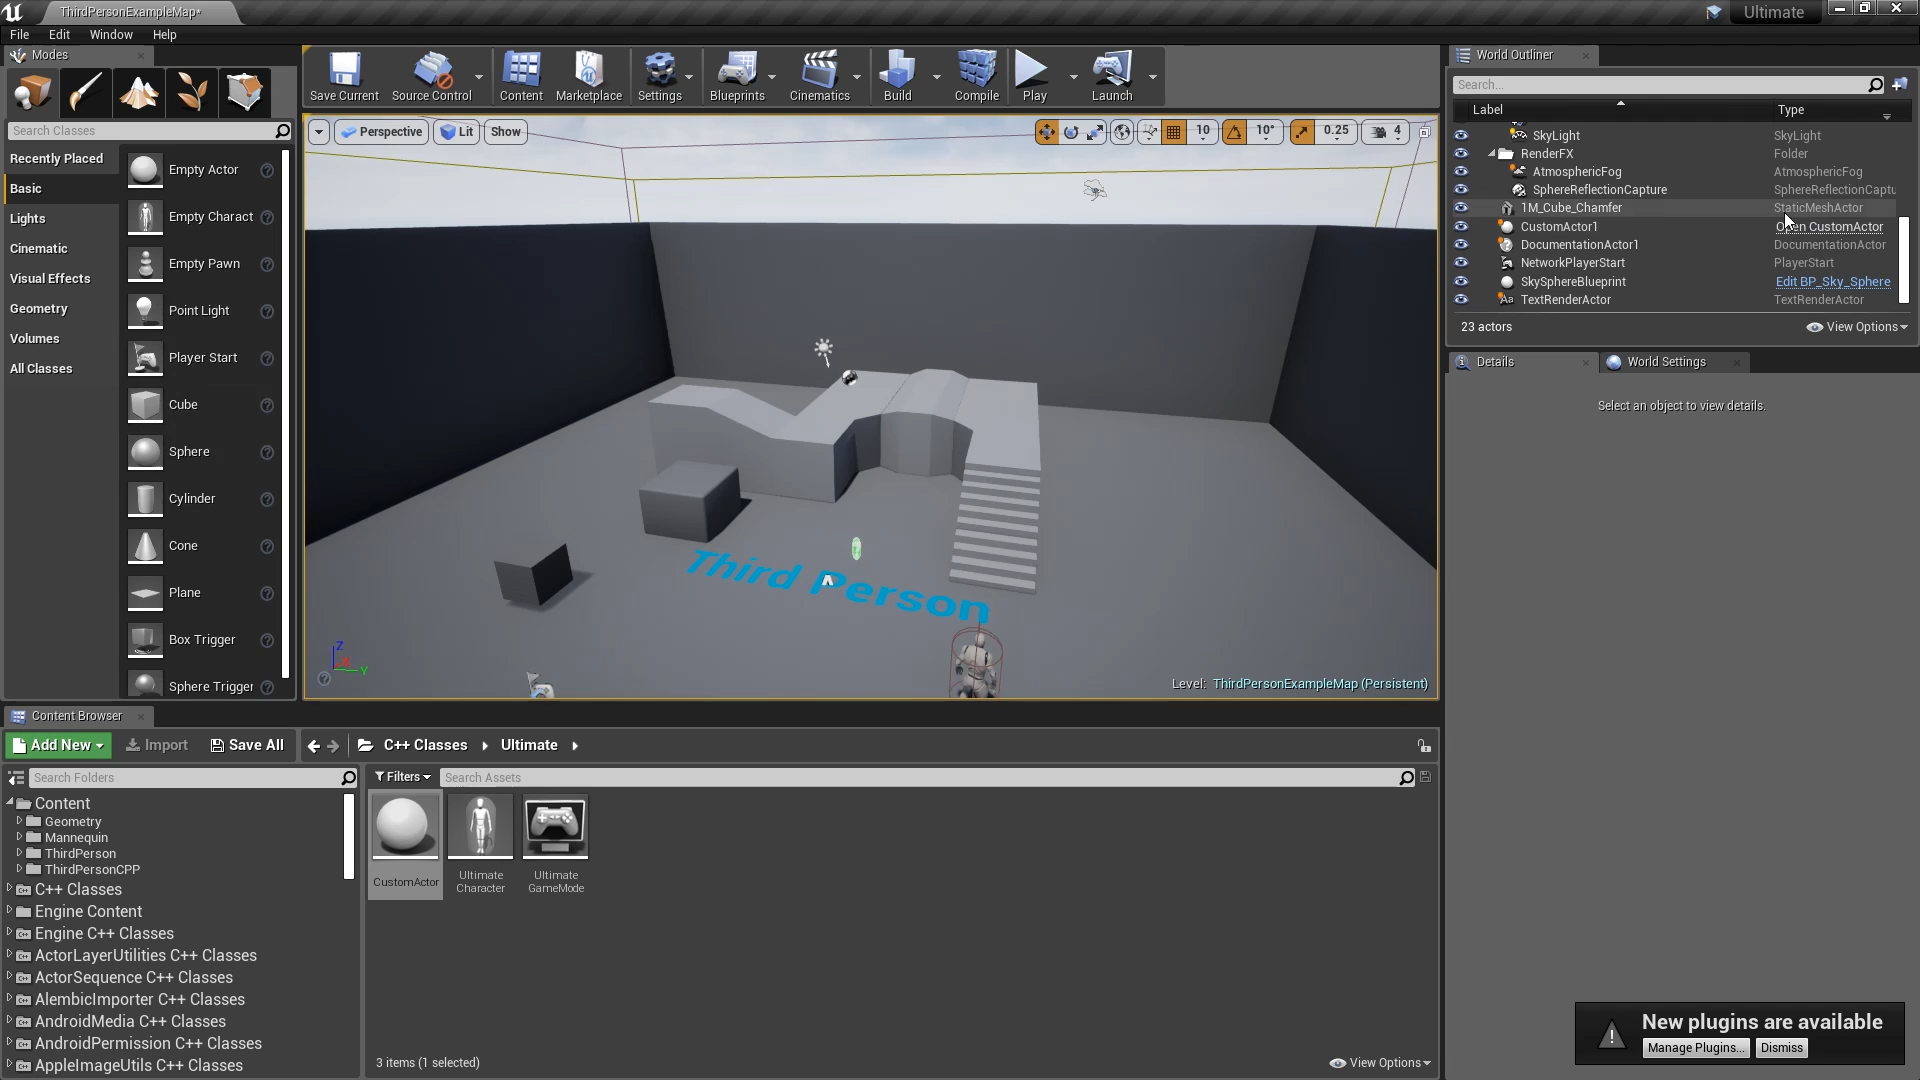 ThirdPersonExampleMap*
Ultimate
File Edit Window Help
Modes
Search Classes
Recently Placed
Basic
Lights
Cinematic
Visual Effects
Geometry
Volumes
All Classes
Empty Actor
Empty Charact
Empty Pawn
Point Light
Player Start
Cube
Sphere
Cylinder
Cone
Plane
Box Trigger
Sphere Trigger
Save Current Source Control Content Marketplace Settings Blueprints Cinematics Build Compile Play Launch
Perspective Lit Show 10 10° 0.25 4
Third Person
Z
Y
Level: ThirdPersonExampleMap (Persistent)
World Outliner
Search...
Label Type
SkyLight SkyLight
RenderFX Folder
AtmosphericFog AtmosphericFog
SphereReflectionCapture SphereReflectionCaptu
1M_Cube_Chamfer StaticMeshActor
CustomActor1 Open CustomActor
DocumentationActor1 DocumentationActor
NetworkPlayerStart PlayerStart
SkySphereBlueprint Edit BP_Sky_Sphere
TextRenderActor TextRenderActor
23 actors View Options
Details World Settings
Select an object to view details.
Content Browser
Add New Import Save All C++ Classes Ultimate
Search Folders
Content
Geometry
Mannequin
ThirdPerson
ThirdPersonCPP
C++ Classes
Engine Content
Engine C++ Classes
ActorLayerUtilities C++ Classes
ActorSequence C++ Classes
AlembicImporter C++ Classes
AndroidMedia C++ Classes
AndroidPermission C++ Classes
AppleImageUtils C++ Classes
Filters Search Assets
CustomActor
Ultimate
Character
Ultimate
GameMode
3 items (1 selected) View Options
New plugins are available
Manage Plugins... Dismiss